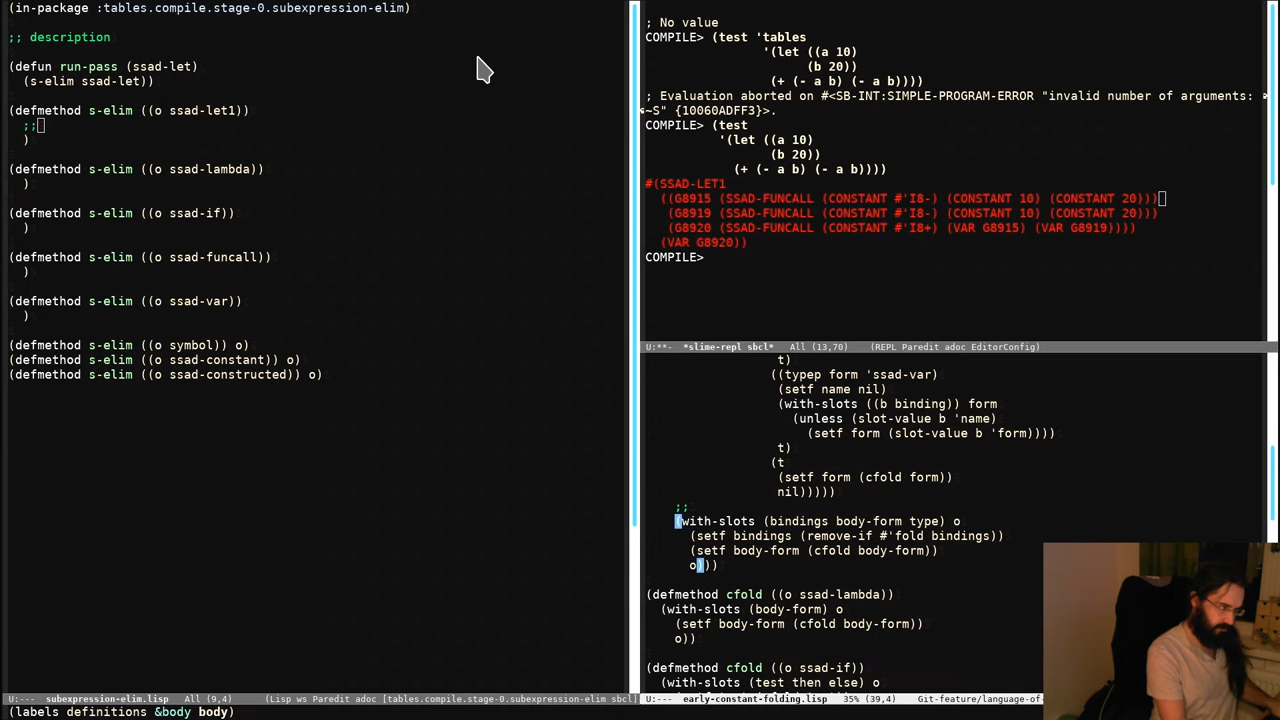 (in-package :tables.compile.stage-0.subexpression-elim)
;; description
(defun run-pass (ssad-let)
(s-elim ssad-let))
(defmethod s-elim ((o ssad-let1))
;;
)
(defmethod s-elim ((o ssad-lambda))
)
(defmethod s-elim ((o ssad-if))
)
(defmethod s-elim ((o ssad-funcall))
)
(defmethod s-elim ((o ssad-var))
)
(defmethod s-elim ((o symbol)) o)
(defmethod s-elim ((o ssad-constant)) o)
(defmethod s-elim ((o ssad-constructed)) o)
U:--- subexpression-elim.lisp All (9,4) (Lisp ws Paredit adoc [tables.compile.stage-0.subexpression-elim sbcl]
(labels definitions &body body)
; No value
COMPILE> (test 'tables
'(let ((a 10)
(b 20))
(+ (- a b) (- a b))))
; Evaluation aborted on #<SB-INT:SIMPLE-PROGRAM-ERROR "invalid number of arguments:
~S" {10060ADFF3}>.
COMPILE> (test
'(let ((a 10)
(b 20))
(+ (- a b) (- a b))))
#(SSAD-LET1
((G8915 (SSAD-FUNCALL (CONSTANT #'I8-) (CONSTANT 10) (CONSTANT 20)))
(G8919 (SSAD-FUNCALL (CONSTANT #'I8-) (CONSTANT 10) (CONSTANT 20)))
(G8920 (SSAD-FUNCALL (CONSTANT #'I8+) (VAR G8915) (VAR G8919))))
(VAR G8920))
COMPILE>
U:**- *slime-repl sbcl* All (13,70) (REPL Paredit adoc EditorConfig)
t)
((typep form 'ssad-var)
(setf name nil)
(with-slots ((b binding)) form
(unless (slot-value b 'name)
(setf form (slot-value b 'form))))
t)
(t
(setf form (cfold form))
nil)))))
;;
(with-slots (bindings body-form type) o
(setf bindings (remove-if #'fold bindings))
(setf body-form (cfold body-form))
o)))
(defmethod cfold ((o ssad-lambda))
(with-slots (body-form) o
(setf body-form (cfold body-form))
o))
(defmethod cfold ((o ssad-if))
(with-slots (test then else) o
U:--- early-constant-folding.lisp 35% (39,4) Git-feature/language-of-